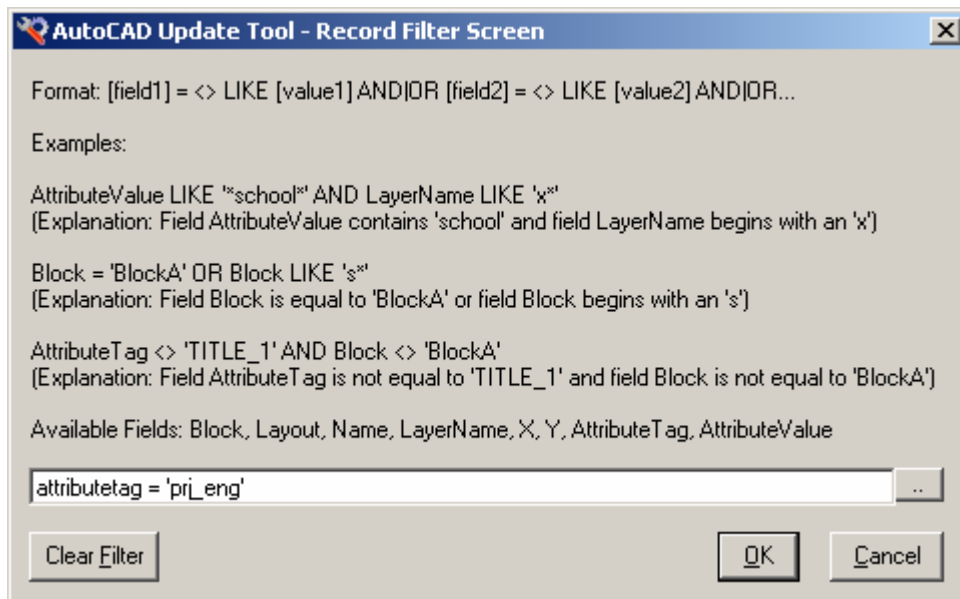 AutoCAD Update Tool - Record Filter Screen
Format: [field1] = <> LIKE [value1] AND|OR [field2] = <> LIKE [value2] AND|OR...
Examples:
AttributeValue LIKE '*school*' AND LayerName LIKE 'x*'
(Explanation: Field AttributeValue contains 'school' and field LayerName begins with an 'x')
Block = 'BlockA' OR Block LIKE 's*'
(Explanation: Field Block is equal to 'BlockA' or field Block begins with an 's')
AttributeTag <> 'TITLE_1' AND Block <> 'BlockA'
(Explanation: Field AttributeTag is not equal to 'TITLE_1' and field Block is not equal to 'BlockA')
Available Fields: Block, Layout, Name, LayerName, X, Y, AttributeTag, AttributeValue
attributetag = 'prj_eng'
..
Clear Filter
OK
Cancel